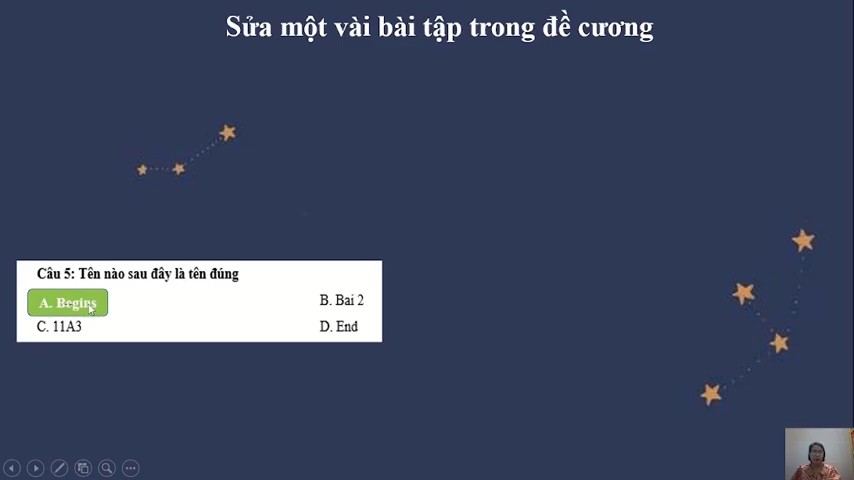 Sửa một vài bài tập trong đề cương
Câu 5: Tên nào sau đây là tên đúng
A. Begins
B. Bai 2
C. 11A3
D. End